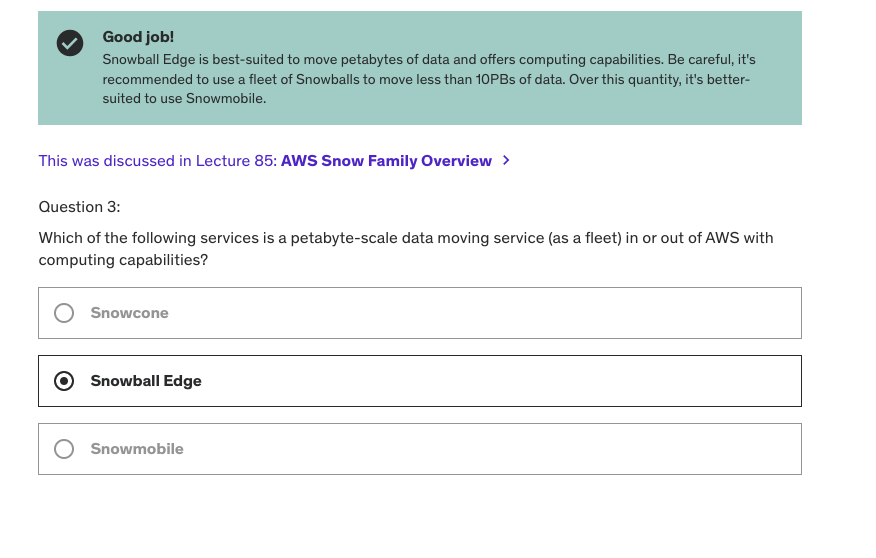 Good job!
Snowball Edge is best-suited to move petabytes of data and offers computing capabilities. Be careful, it's
recommended to use a fleet of Snowballs to move less than 10PBs of data. Over this quantity, it's better-
suited to use Snowmobile.
This was discussed in Lecture 85: AWS Snow Family Overview
Question 3:
Which of the following services is a petabyte-scale data moving service (as a fleet) in or out of AWS with
computing capabilities?
Snowcone
Snowball Edge
Snowmobile